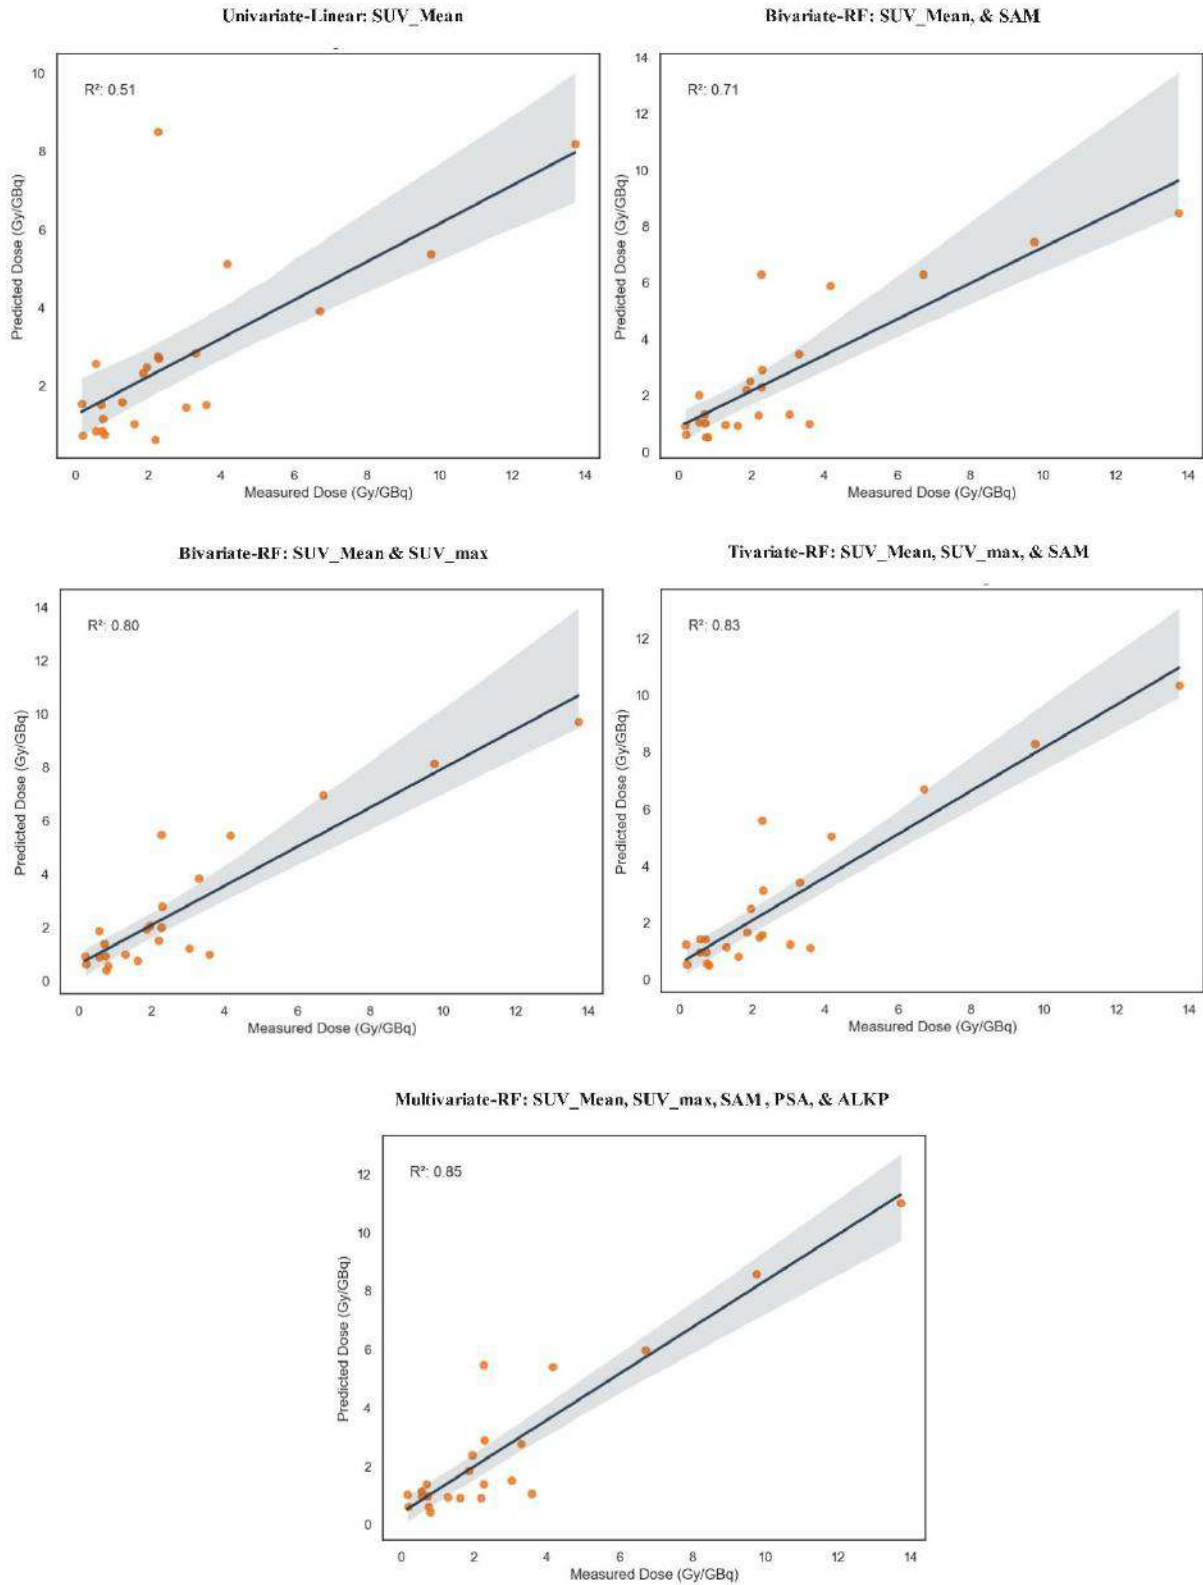 Univariate-Linear: SUV_Mean
R²: 0.51
10
8
6
4
2
Predicted Dose (Gy/GBq)
0 2 4 6 8 10 12 14
Measured Dose (Gy/GBq)
Bivariate-RF: SUV_Mean, & SAM
R²: 0.71
14
12
10
8
6
4
2
0
Predicted Dose (Gy/GBq)
0 2 4 6 8 10 12 14
Measured Dose (Gy/GBq)
Bivariate-RF: SUV_Mean & SUV_max
R²: 0.80
14
12
10
8
6
4
2
0
Predicted Dose (Gy/GBq)
0 2 4 6 8 10 12 14
Measured Dose (Gy/GBq)
Tivariate-RF: SUV_Mean, SUV_max, & SAM
R²: 0.83
12
10
8
6
4
2
0
Predicted Dose (Gy/GBq)
0 2 4 6 8 10 12 14
Measured Dose (Gy/GBq)
Multivariate-RF: SUV_Mean, SUV_max, SAM , PSA, & ALKP
R²: 0.85
12
10
8
6
4
2
0
Predicted Dose (Gy/GBq)
0 2 4 6 8 10 12 14
Measured Dose (Gy/GBq)